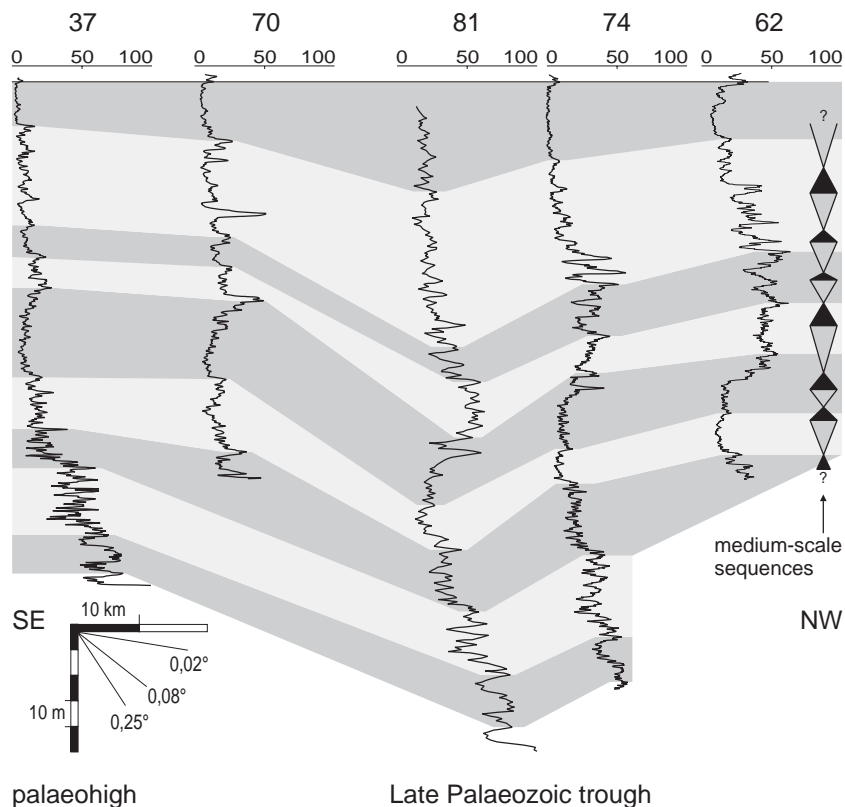 37 70 81 74 62
0 50 100 0 50 100 0 50 100 0 50 100 0 50 100
?
?
medium-scale
sequences
SE
NW
10 km
0,02°
0,08°
0,25°
10 m
palaeohigh
Late Palaeozoic trough